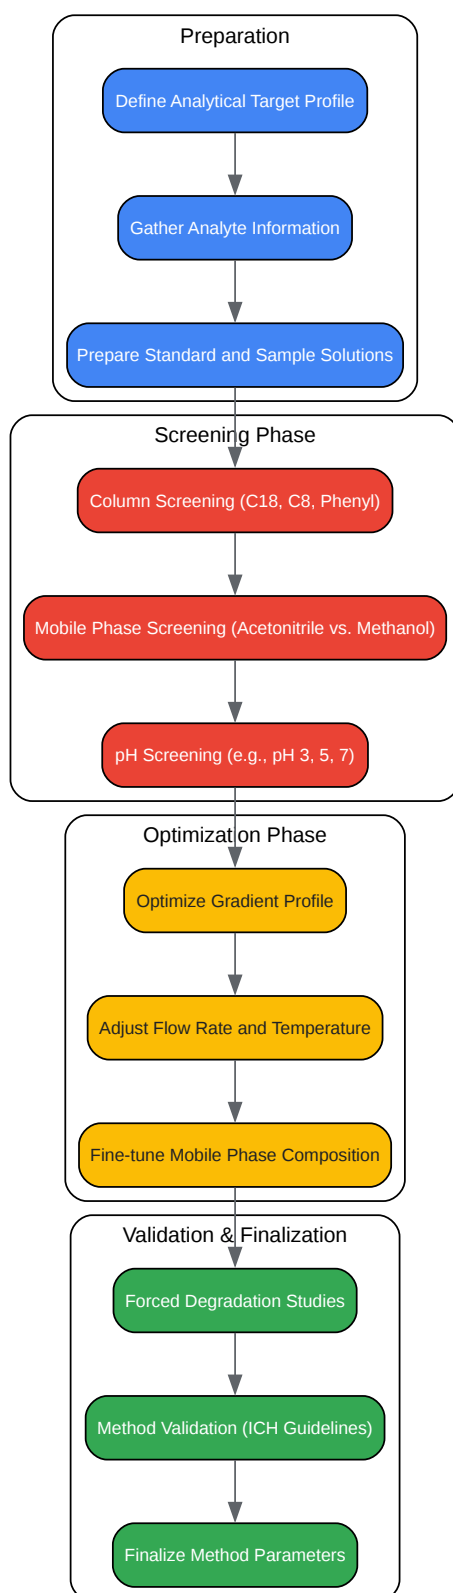 Preparation
Define Analytical Target Profile
Gather Analyte Information
Prepare Standard and Sample Solutions
Screening Phase
Column Screening (C18, C8, Phenyl)
Mobile Phase Screening (Acetonitrile vs. Methanol)
pH Screening (e.g., pH 3, 5, 7)
Optimization Phase
Optimize Gradient Profile
Adjust Flow Rate and Temperature
Fine-tune Mobile Phase Composition
Validation & Finalization
Forced Degradation Studies
Method Validation (ICH Guidelines)
Finalize Method Parameters